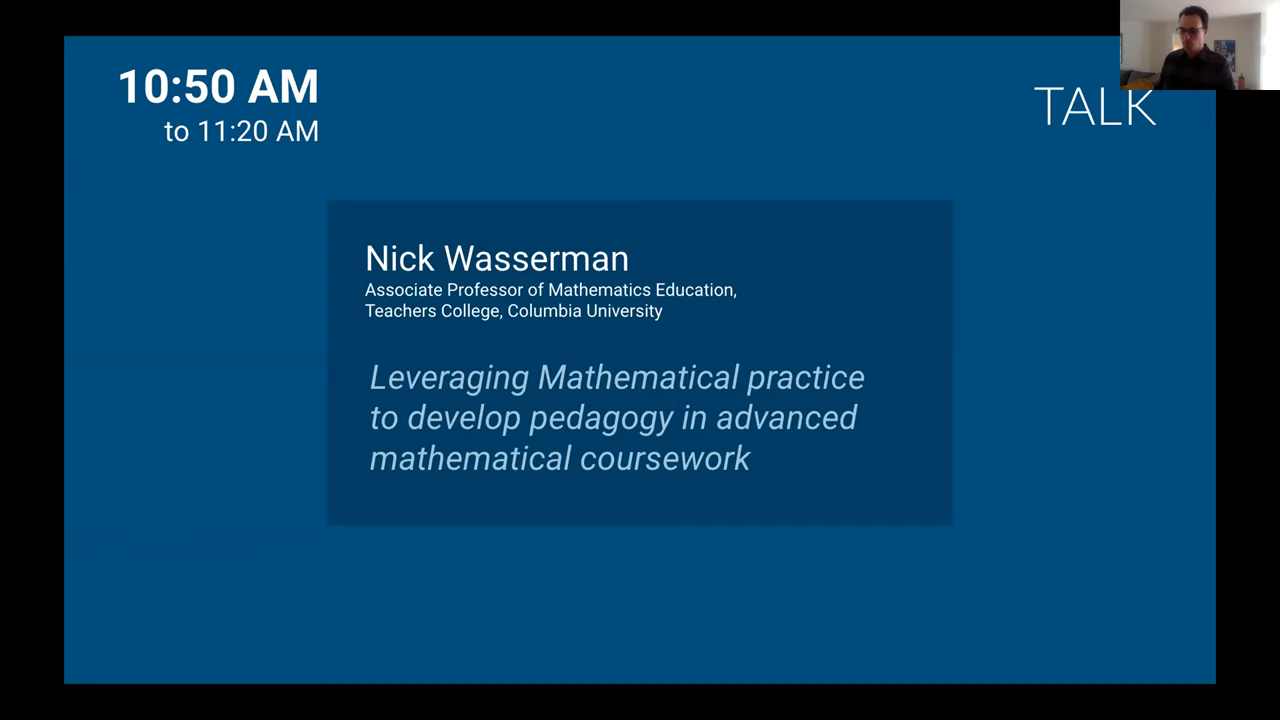 10:50 AM
to 11:20 AM
TALK
Nick Wasserman
Associate Professor of Mathematics Education,
Teachers College, Columbia University
Leveraging Mathematical practice
to develop pedagogy in advanced
mathematical coursework